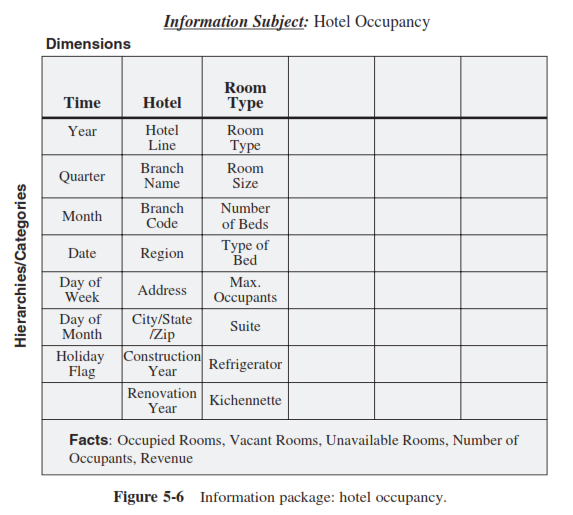 Information Subject: Hotel Occupancy
Dimensions
Hierarchies/Categories
Time
Hotel
Room
Type
Year
Hotel
Line
Room
Type
Quarter
Branch
Name
Room
Size
Month
Branch
Code
Number
of Beds
Date
Region
Type of
Bed
Day of
Week
Address
Max.
Occupants
Day of
Month
City/State
/Zip
Suite
Holiday
Flag
Construction
Year
Refrigerator
Renovation
Year
Kichennette
Facts: Occupied Rooms, Vacant Rooms, Unavailable Rooms, Number of
Occupants, Revenue
Figure 5-6 Information package: hotel occupancy.